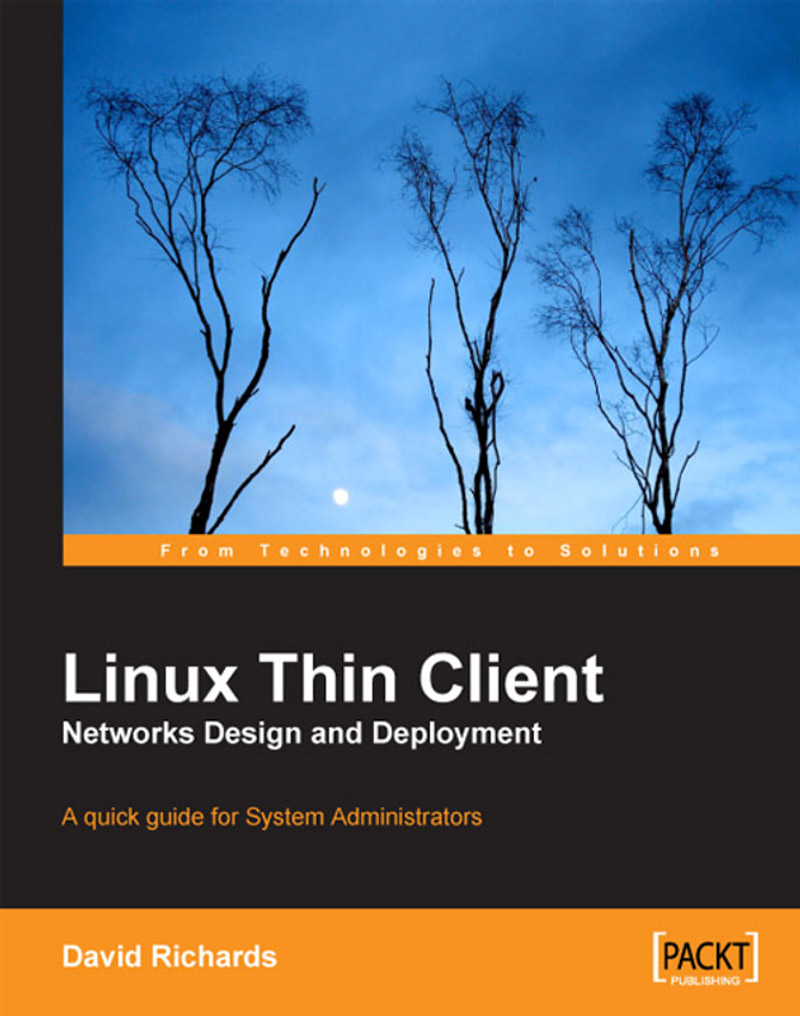 From Technologies to Solutions
Linux Thin Client
Networks Design and Deployment
A quick guide for System Administrators
David Richards
PACKT
PUBLISHING